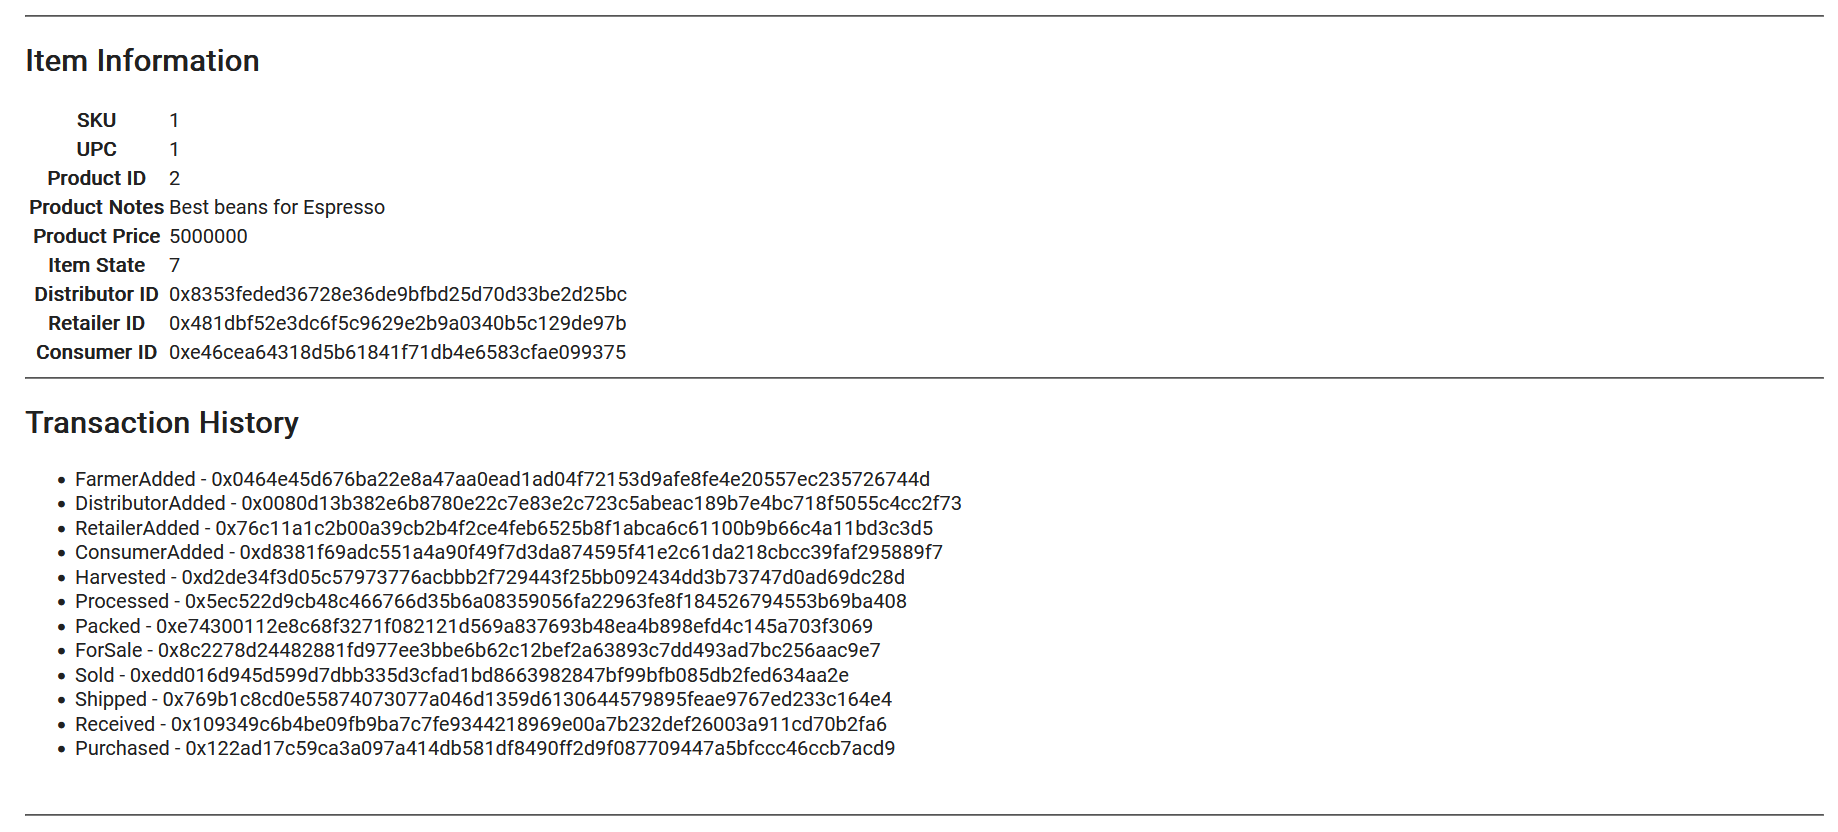 Item Information
SKU 1
UPC 1
Product ID 2
Product Notes Best beans for Espresso
Product Price 5000000
Item State 7
Distributor ID 0x8353feded36728e36de9bfbd25d70d33be2d25bc
Retailer ID 0x481dbf52e3dc6f5c9629e2b9a0340b5c129de97b
Consumer ID 0xe46cea64318d5b61841f71db4e6583cfae099375
Transaction History
• FarmerAdded - 0x0464e45d676ba22e8a47aa0ead1ad04f72153d9afe8fe4e20557ec235726744d
• DistributorAdded - 0x0080d13b382e6b8780e22c7e83e2c723c5abeac189b7e4bc718f5055c4cc2f73
• RetailerAdded - 0x76c11a1c2b00a39cb2b4f2ce4feb6525b8f1abca6c61100b9b66c4a11bd3c3d5
• ConsumerAdded - 0xd8381f69adc551a4a90f49f7d3da874595f41e2c61da218cbcc39faf295889f7
• Harvested - 0xd2de34f3d05c57973776acbbb2f729443f25bb092434dd3b73747d0ad69dc28d
• Processed - 0x5ec522d9cb48c466766d35b6a08359056fa22963fe8f184526794553b69ba408
• Packed - 0xe74300112e8c68f3271f082121d569a837693b48ea4b898efd4c145a703f3069
• ForSale - 0x8c2278d24482881fd977ee3bbe6b62c12bef2a63893c7dd493ad7bc256aac9e7
• Sold - 0xedd016d945d599d7dbb335d3cfad1bd8663982847bf99bfb085db2fed634aa2e
• Shipped - 0x769b1c8cd0e55874073077a046d1359d6130644579895feae9767ed233c164e4
• Received - 0x109349c6b4be09fb9ba7c7fe9344218969e00a7b232def26003a911cd70b2fa6
• Purchased - 0x122ad17c59ca3a097a414db581df8490ff2d9f087709447a5bfccc46ccb7acd9